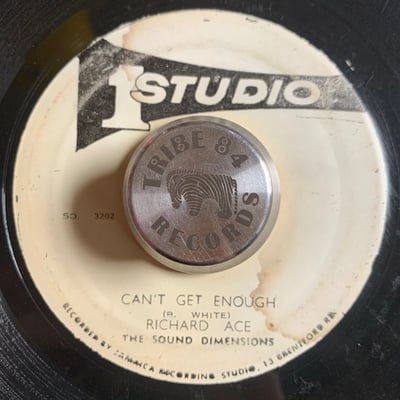 1 STUDIO
TRIBE 84
RECORDS
SD. 3202
CAN'T GET ENOUGH
(B. WHITE)
RICHARD ACE
THE SOUND DIMENSIONS
RECORDED BY JAMAICA RECORDING STUDIO, 13 BRENTFORD RD.